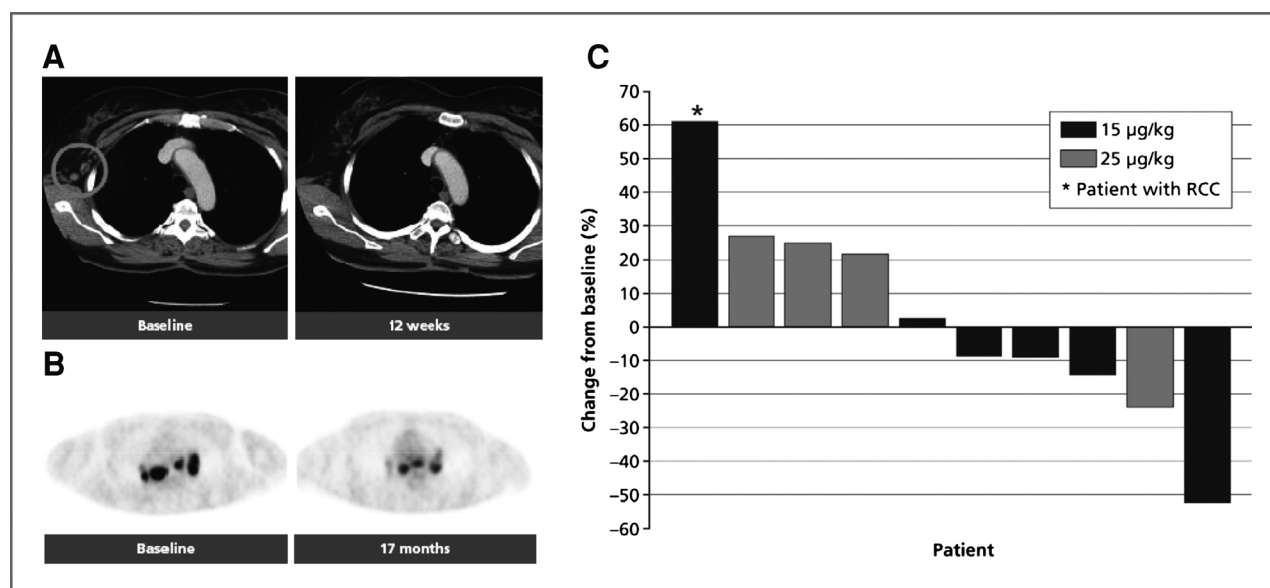 A
Baseline
12 weeks
B
Baseline
17 months
C
Change from baseline (%)
70
60
50
40
30
20
10
0
−10
−20
−30
−40
−50
−60
*
15 µg/kg
25 µg/kg
* Patient with RCC
Patient